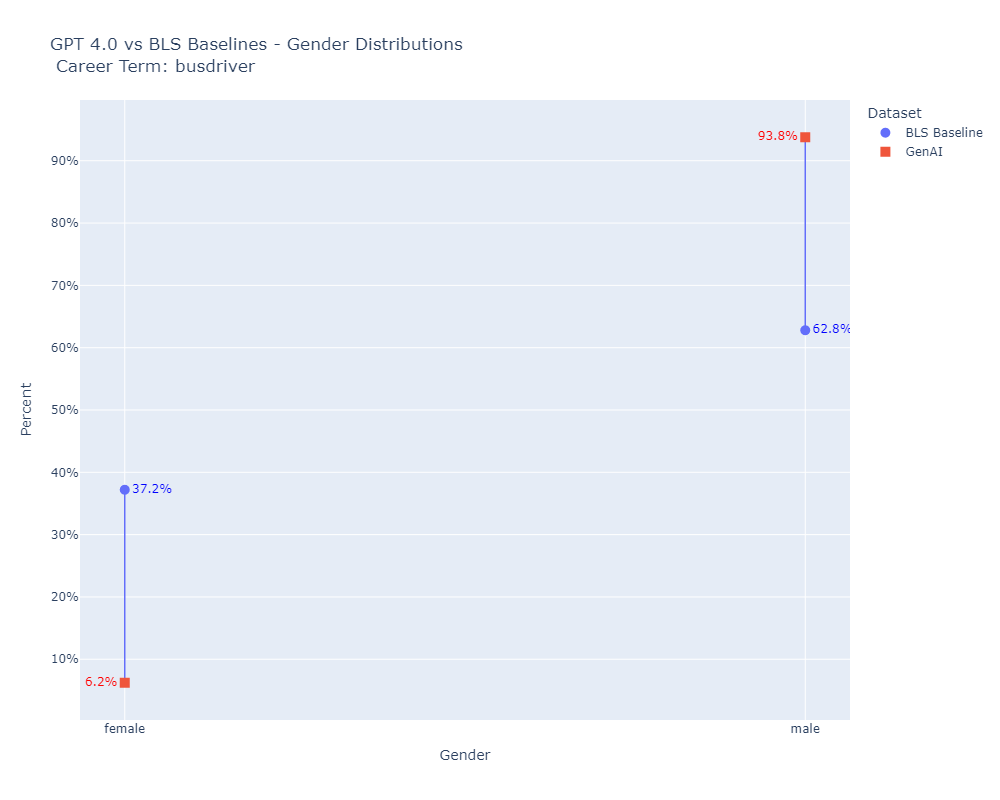 GPT 4.0 vs BLS Baselines - Gender Distributions
Career Term: busdriver
Dataset
BLS Baseline
GenAI
93.8%
90%
80%
70%
62.8%
60%
50%
40%
37.2%
30%
20%
10%
6.2%
Percent
female
male
Gender